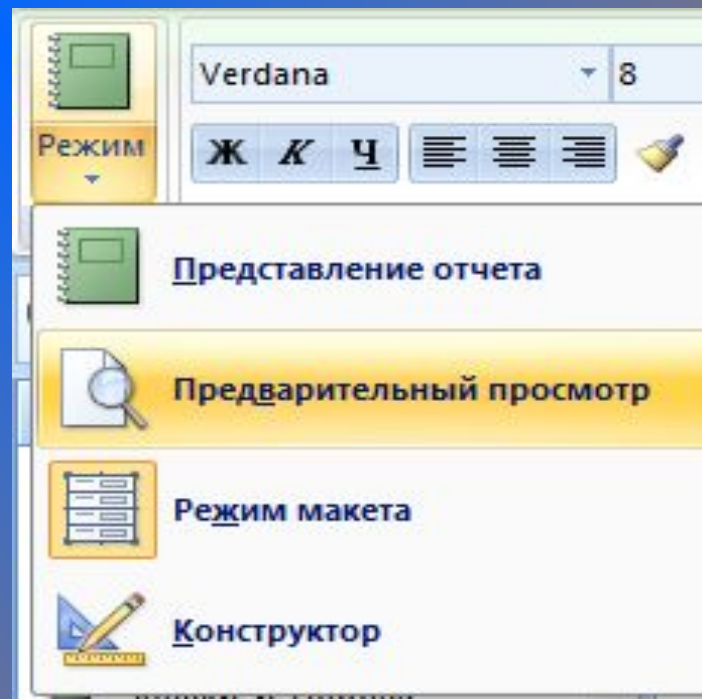 Verdana 8
Режим
Ж К Ч
Представление отчета
Предварительный просмотр
Режим макета
Конструктор